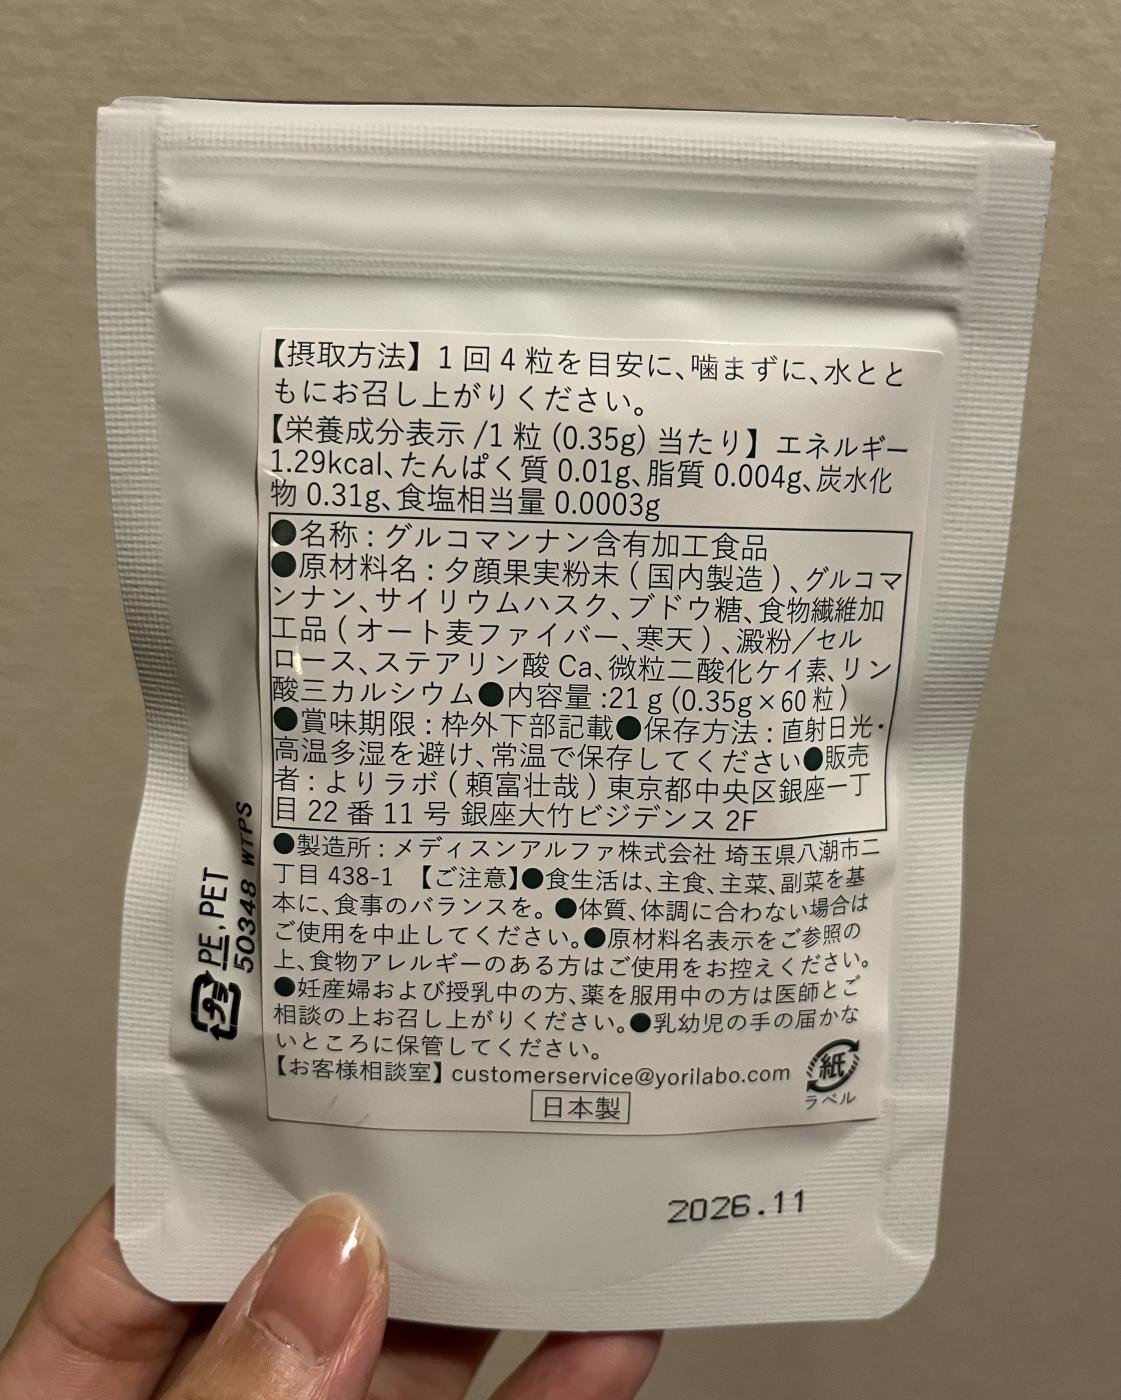 【摂取方法】1回4粒を目安に、噛まずに、水とと
もにお召し上がりください。
【栄養成分表示/1粒(0.35g)当たり】エネルギー
1.29kcal、たんぱく質0.01g、脂質0.004g、炭水化
物0.31g、食塩相当量0.0003g
●名称:グルコマンナン含有加工食品
●原材料名:夕顔果実粉末(国内製造)、グルコマ
ンナン、サイリウムハスク、ブドウ糖、食物繊維加
工品(オート麦ファイバー、寒天)、澱粉/セル
ロース、ステアリン酸Ca、微粒二酸化ケイ素、リン
酸三カルシウム●内容量:21g(0.35g×60粒)
●賞味期限:枠外下部記載●保存方法:直射日光・
高温多湿を避け、常温で保存してください●販売
者:よりラボ(頼富壮哉)東京都中央区銀座一丁
目22番11号 銀座大竹ビジデンス2F
●製造所:メディスンアルファ株式会社 埼玉県八潮市二
丁目438-1 【ご注意】●食生活は、主食、主菜、副菜を基
本に、食事のバランスを。●体質、体調に合わない場合は
ご使用を中止してください。●原材料名表示をご参照の
上、食物アレルギーのある方はご使用をお控えください。
●妊産婦および授乳中の方、薬を服用中の方は医師とご
相談の上お召し上がりください。●乳幼児の手の届かな
いところに保管してください。
【お客様相談室】customerservice@yorilabo.com
紙
ラベル
日本製
プラ
PE, PET
50348 WTPS
2026.11